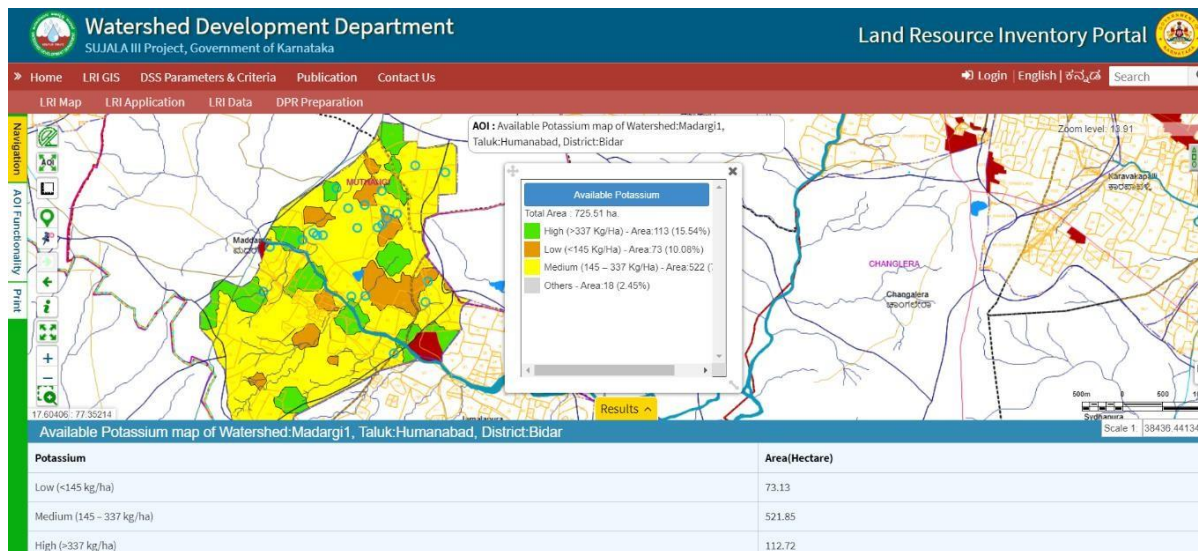 Watershed Development Department
SUJALA III Project, Government of Karnataka
Land Resource Inventory Portal
» Home LRI GIS DSS Parameters & Criteria Publication Contact Us
Login | English | ಕನ್ನಡ Search
LRI Map LRI Application LRI Data DPR Preparation
Navigation
AOI Functionality
Print
AOI
AOI : Available Potassium map of Watershed:Madargi1,
Taluk:Humanabad, District:Bidar
Zoom level: 13.91
MUTHANGI
Karavakapalli
CHANGLERA
Changalera
Available Potassium
Total Area : 725.51 ha.
High (>337 Kg/Ha) - Area:113 (15.54%)
Low (<145 Kg/Ha) - Area:73 (10.08%)
Medium (145 – 337 Kg/Ha) - Area:522
Others - Area:18 (2.45%)
500m 0 500
Sydhapura
17.60406 : 77.35214
Results
Scale 1: 38436.44134
Available Potassium map of Watershed:Madargi1, Taluk:Humanabad, District:Bidar
Potassium Area(Hectare)
Low (<145 kg/ha) 73.13
Medium (145 – 337 kg/ha) 521.85
High (>337 kg/ha) 112.72